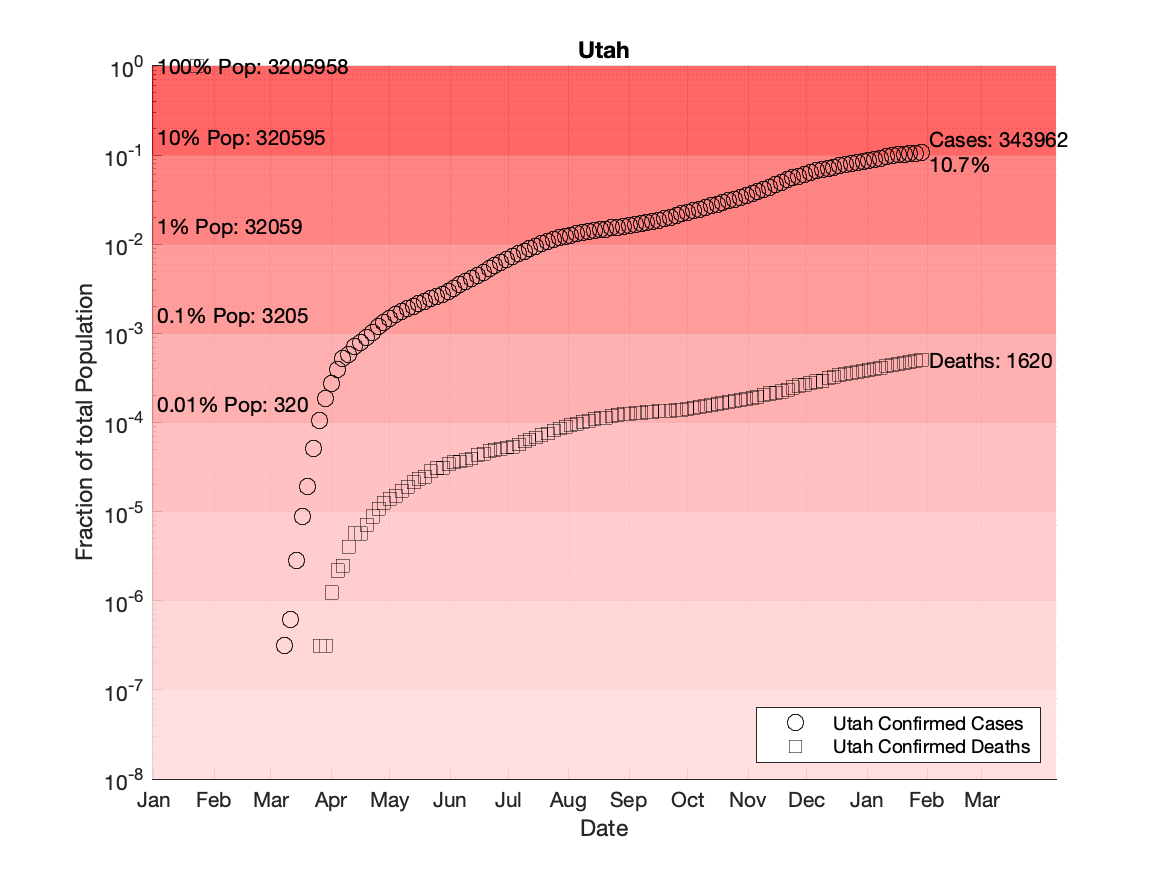 Utah
10^0
100% Pop: 3205958
10% Pop: 320595
Cases: 343962
10.7%
10^-1
1% Pop: 32059
10^-2
0.1% Pop: 3205
10^-3
Deaths: 1620
0.01% Pop: 320
10^-4
10^-5
10^-6
10^-7
10^-8
Fraction of total Population
Utah Confirmed Cases
Utah Confirmed Deaths
Jan Feb Mar Apr May Jun Jul Aug Sep Oct Nov Dec Jan Feb Mar
Date